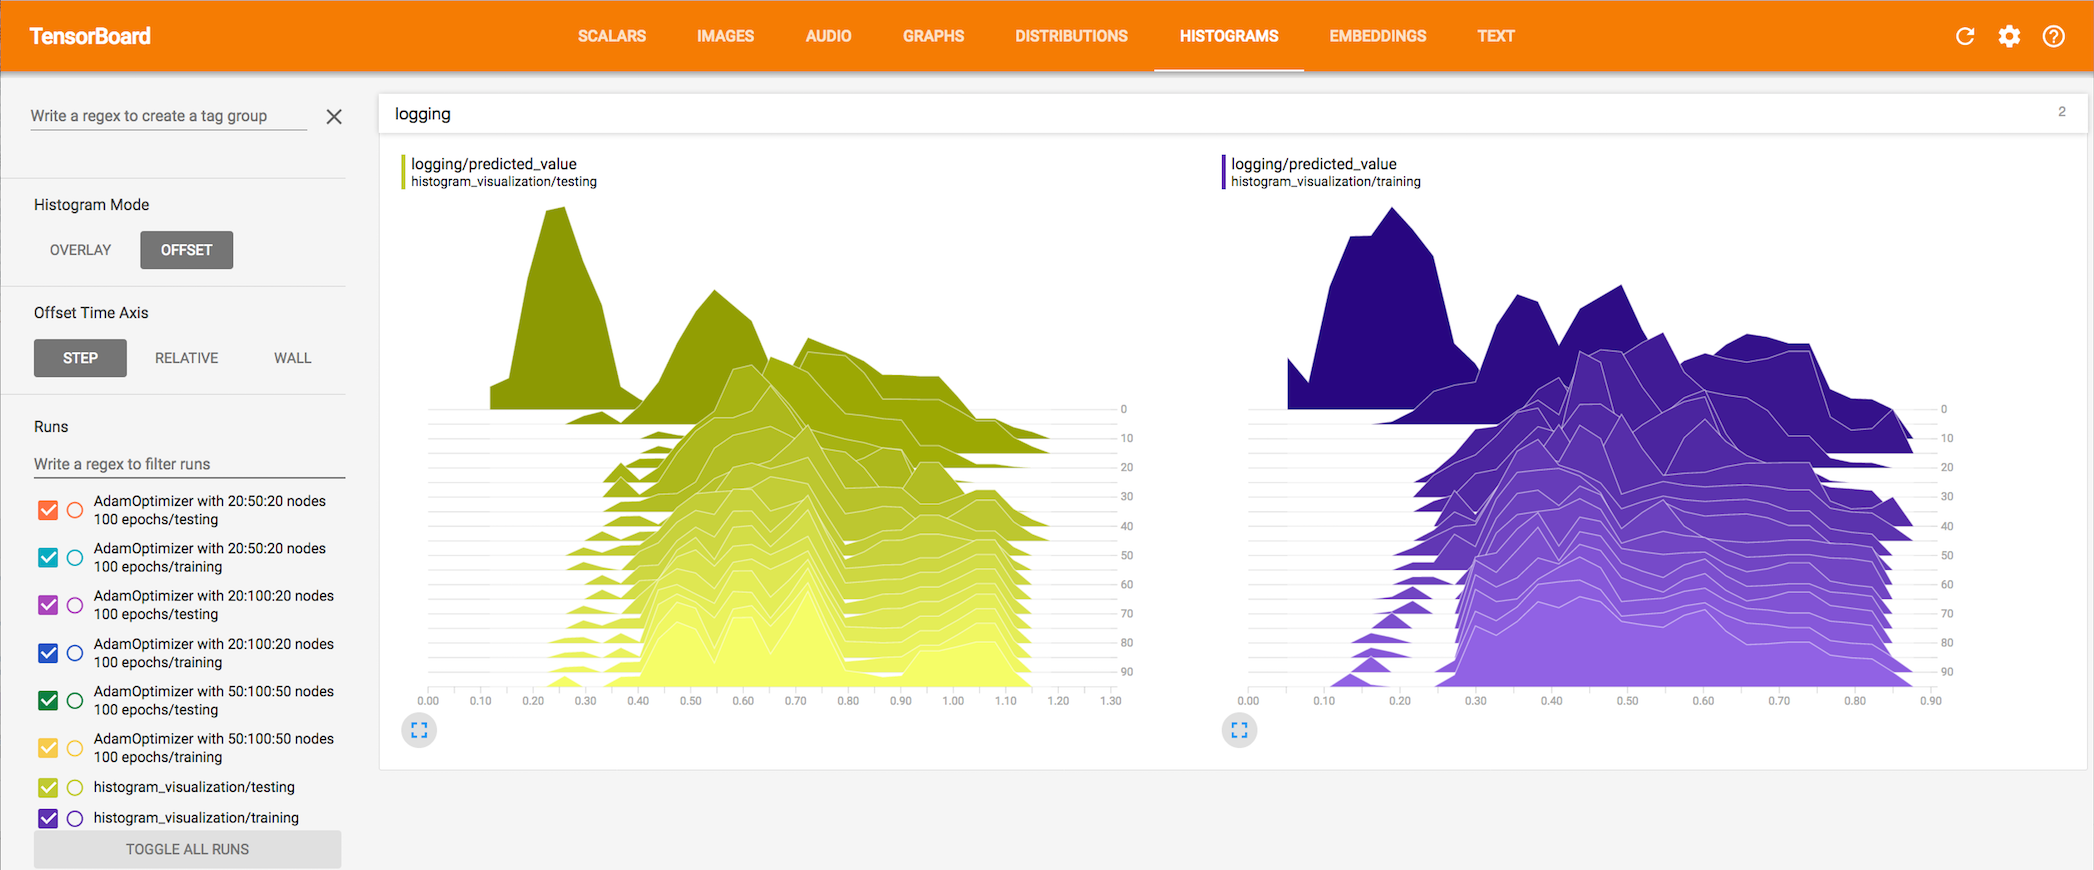 TensorBoard
SCALARS IMAGES AUDIO GRAPHS DISTRIBUTIONS HISTOGRAMS EMBEDDINGS TEXT
Write a regex to create a tag group
Histogram Mode
OVERLAY OFFSET
Offset Time Axis
STEP RELATIVE WALL
Runs
Write a regex to filter runs
AdamOptimizer with 20:50:20 nodes
100 epochs/testing
AdamOptimizer with 20:50:20 nodes
100 epochs/training
AdamOptimizer with 20:100:20 nodes
100 epochs/testing
AdamOptimizer with 20:100:20 nodes
100 epochs/training
AdamOptimizer with 50:100:50 nodes
100 epochs/testing
AdamOptimizer with 50:100:50 nodes
100 epochs/training
histogram_visualization/testing
histogram_visualization/training
TOGGLE ALL RUNS
logging 2
logging/predicted_value
histogram_visualization/testing
0
10
20
30
40
50
60
70
80
90
0.00 0.10 0.20 0.30 0.40 0.50 0.60 0.70 0.80 0.90 1.00 1.10 1.20 1.30
logging/predicted_value
histogram_visualization/training
0
10
20
30
40
50
60
70
80
90
0.00 0.10 0.20 0.30 0.40 0.50 0.60 0.70 0.80 0.90